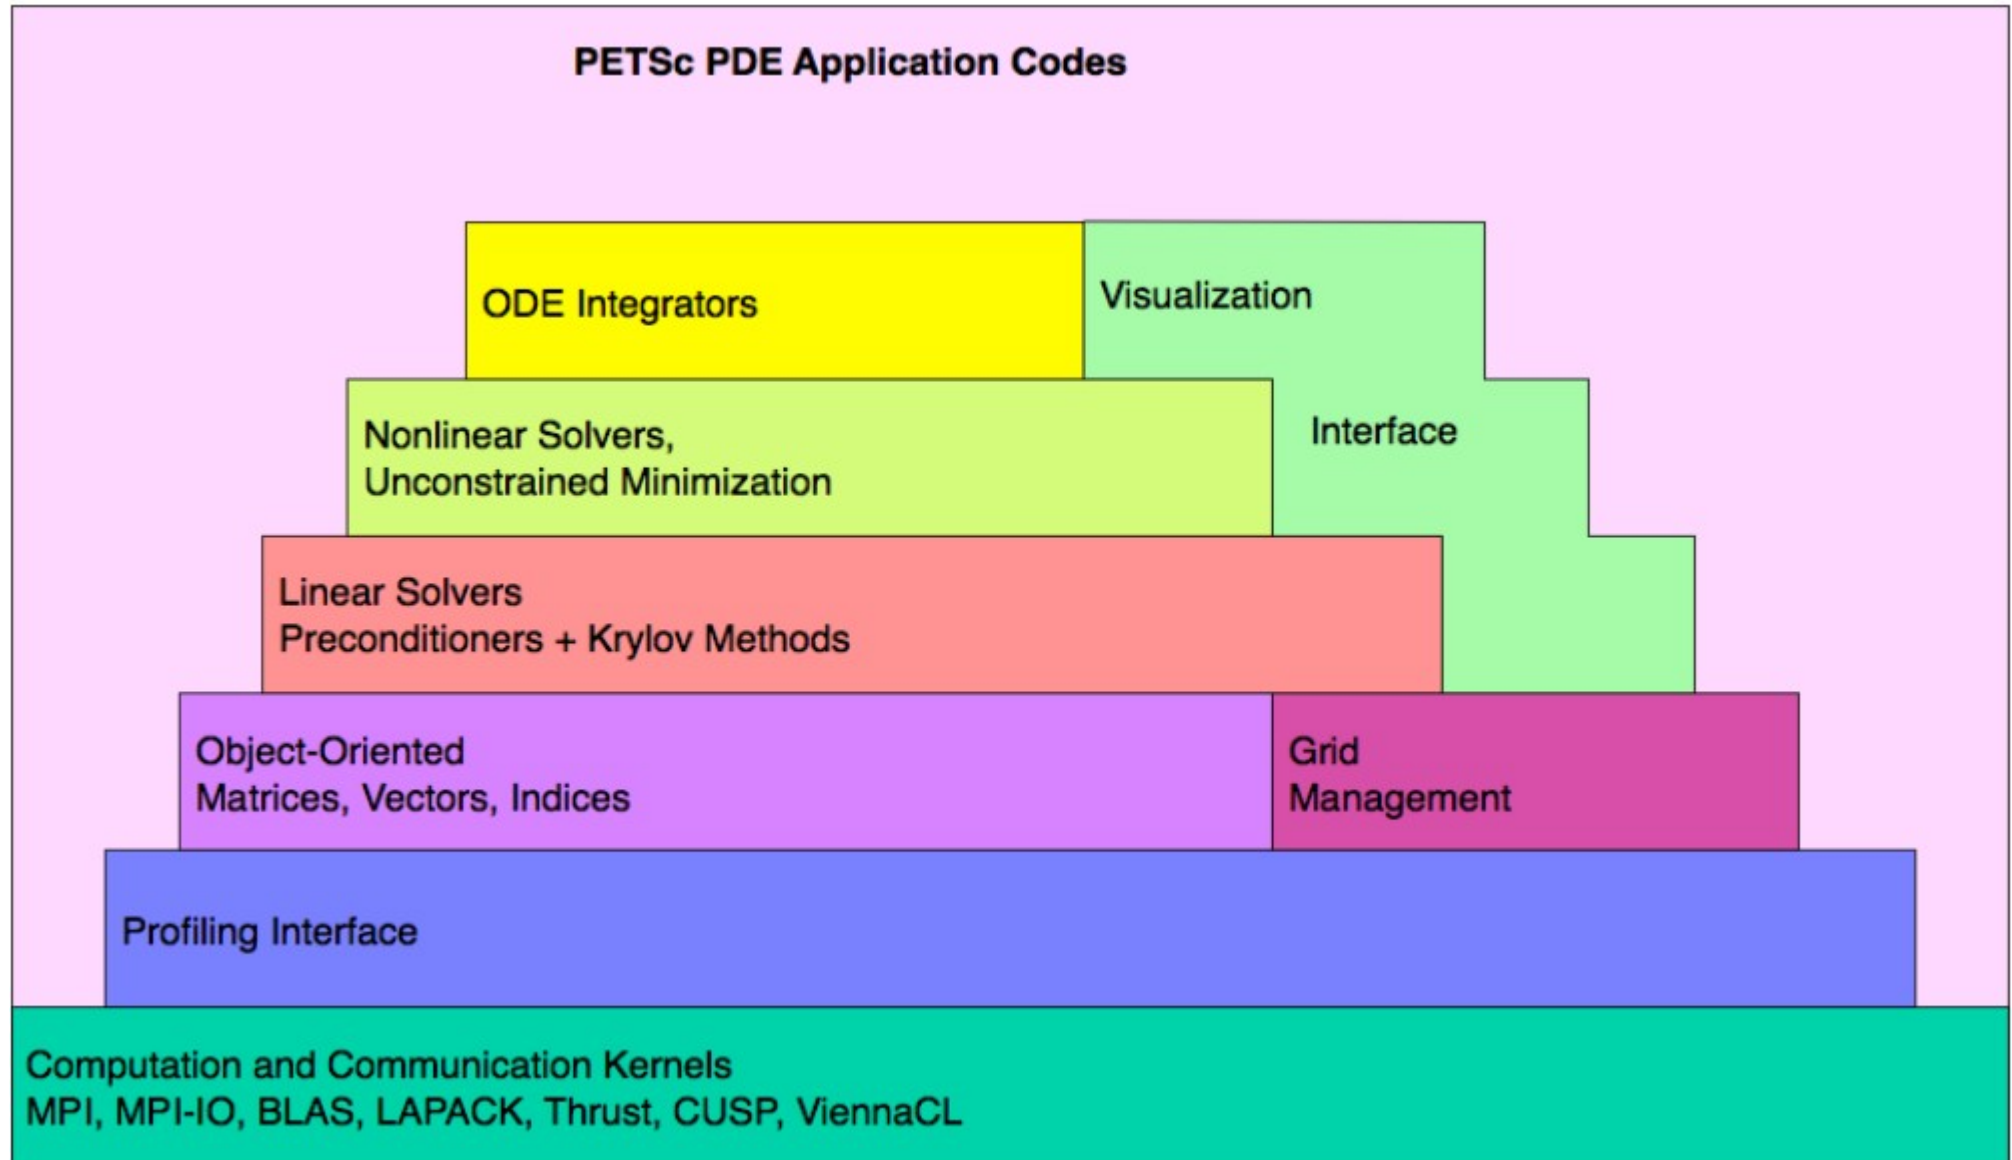 PETSc PDE Application Codes
ODE Integrators
Visualization
Nonlinear Solvers,
Unconstrained Minimization
Interface
Linear Solvers
Preconditioners + Krylov Methods
Object-Oriented
Matrices, Vectors, Indices
Grid
Management
Profiling Interface
Computation and Communication Kernels
MPI, MPI-IO, BLAS, LAPACK, Thrust, CUSP, ViennaCL